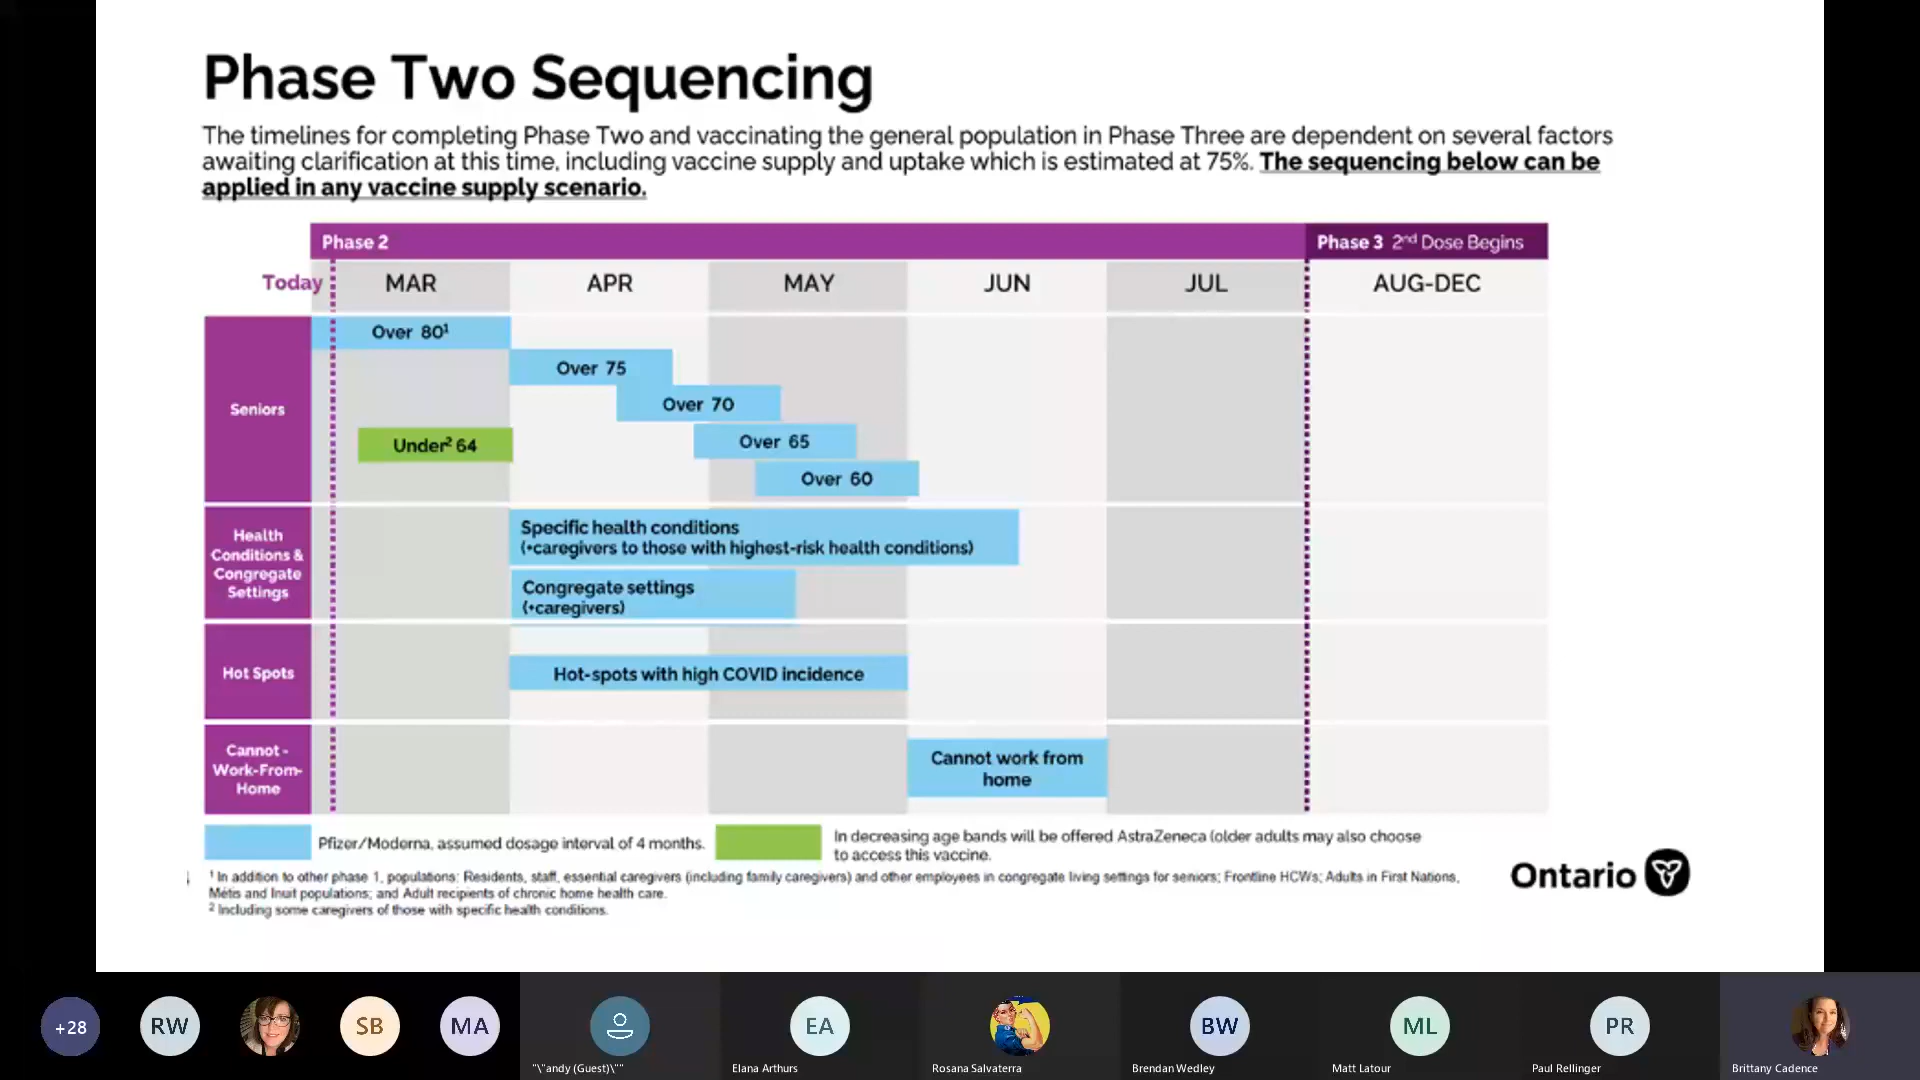 Phase Two Sequencing
The timelines for completing Phase Two and vaccinating the general population in Phase Three are dependent on several factors
awaiting clarification at this time, including vaccine supply and uptake which is estimated at 75%. The sequencing below can be
applied in any vaccine supply scenario.
Phase 2
Phase 3 2nd Dose Begins
Today
MAR
APR
MAY
JUN
JUL
AUG-DEC
Seniors
Over 80¹
Over 75
Over 70
Under² 64
Over 65
Over 60
Health
Conditions &
Congregate
Settings
Specific health conditions
(+caregivers to those with highest-risk health conditions)
Congregate settings
(+caregivers)
Hot Spots
Hot-spots with high COVID incidence
Cannot -
Work-From-
Home
Cannot work from
home
Pfizer/Moderna, assumed dosage interval of 4 months.
In decreasing age bands will be offered AstraZeneca (older adults may also choose
to access this vaccine.
¹ In addition to other phase 1, populations: Residents, staff, essential caregivers (including family caregivers) and other employees in congregate living settings for seniors; Frontline HCWs; Adults in First Nations,
Métis and Inuit populations; and Adult recipients of chronic home health care.
² Including some caregivers of those with specific health conditions.
Ontario
+28
RW
SB
MA
EA
BW
ML
PR
"\"andy (Guest)\""
Elana Arthurs
Rosana Salvaterra
Brendan Wedley
Matt Latour
Paul Rellinger
Brittany Cadence